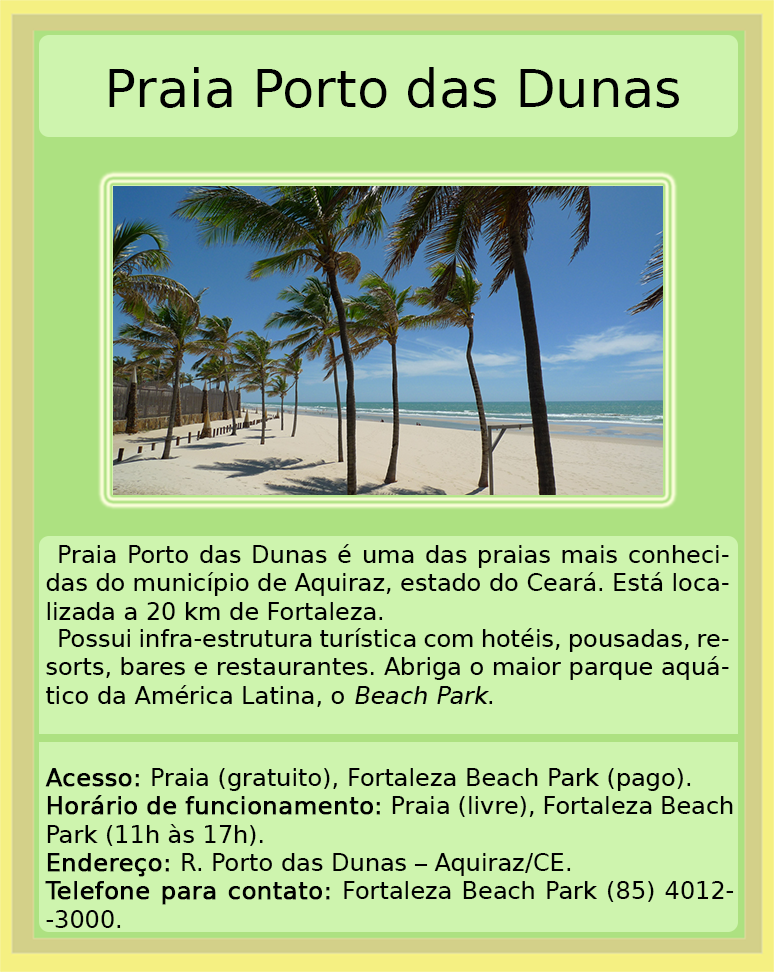 Praia Porto das Dunas
Praia Porto das Dunas é uma das praias mais conheci-
das do município de Aquiraz, estado do Ceará. Está loca-
lizada a 20 km de Fortaleza.
Possui infra-estrutura turística com hotéis, pousadas, re-
sorts, bares e restaurantes. Abriga o maior parque aquá-
tico da América Latina, o Beach Park.
Acesso: Praia (gratuito), Fortaleza Beach Park (pago).
Horário de funcionamento: Praia (livre), Fortaleza Beach
Park (11h às 17h).
Endereço: R. Porto das Dunas – Aquiraz/CE.
Telefone para contato: Fortaleza Beach Park (85) 4012-
-3000.